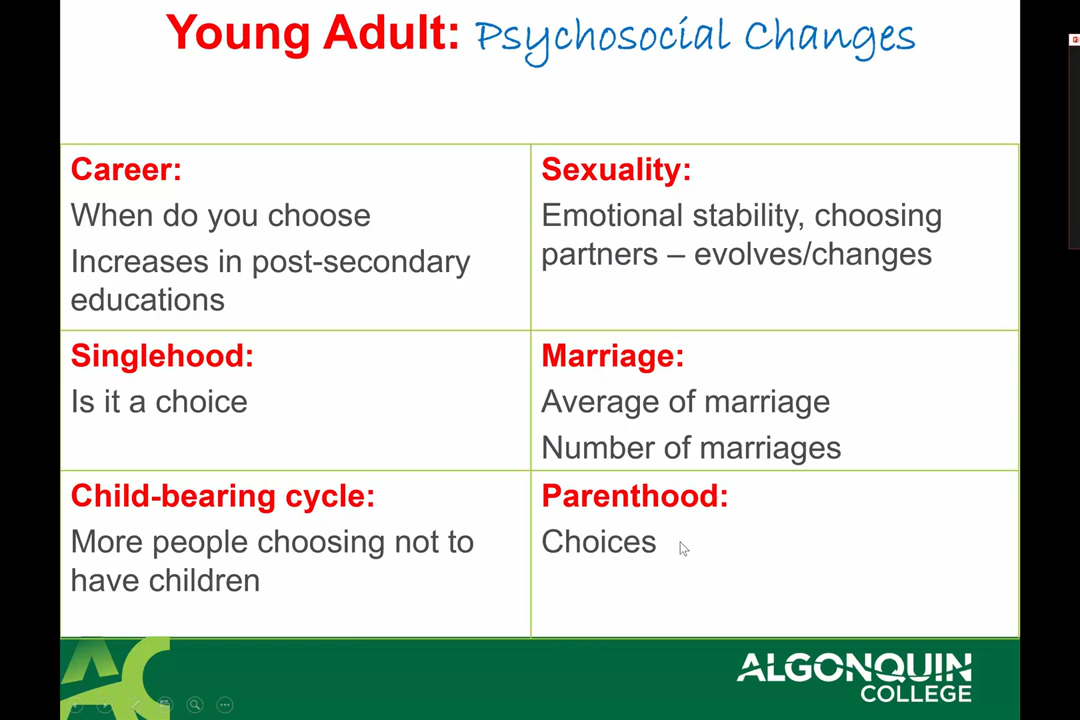 Young Adult: Psychosocial Changes
Career:
When do you choose
Increases in post-secondary
educations
Sexuality:
Emotional stability, choosing
partners – evolves/changes
Singlehood:
Is it a choice
Marriage:
Average of marriage
Number of marriages
Child-bearing cycle:
More people choosing not to
have children
Parenthood:
Choices
AC
ALGONQUIN
COLLEGE